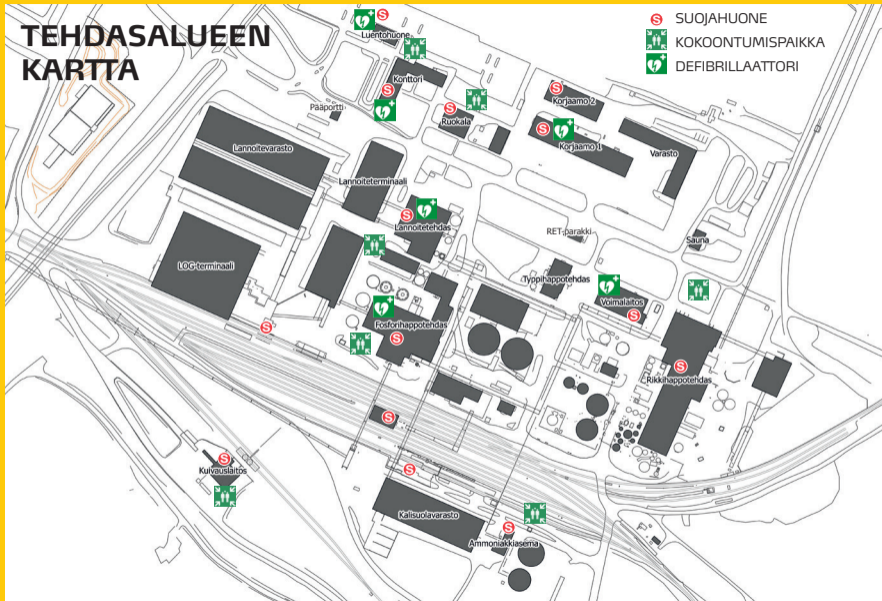 TEHDASALUEEN
KARTTA
S SUOJAHUONE
KOKOONTUMISPAIKKA
DEFIBRILLAATTORI
S
Luentohuone
Konttori
S
Pääportti
S
Ruokala
S
Korjaamo 2
S
Korjaamo 1
Varasto
Lannoitevarasto
Lannoiteterminaali
S
Lannoitetehdas
RET-parakki
Sauna
LOG-terminaali
Typpihappotehdas
Voimalaitos
S
S
Fosforihappotehdas
S
S
Rikkihappotehdas
S
S
Kuivauslaitos
S
Kalisuolavarasto
S
Ammoniakkiasema